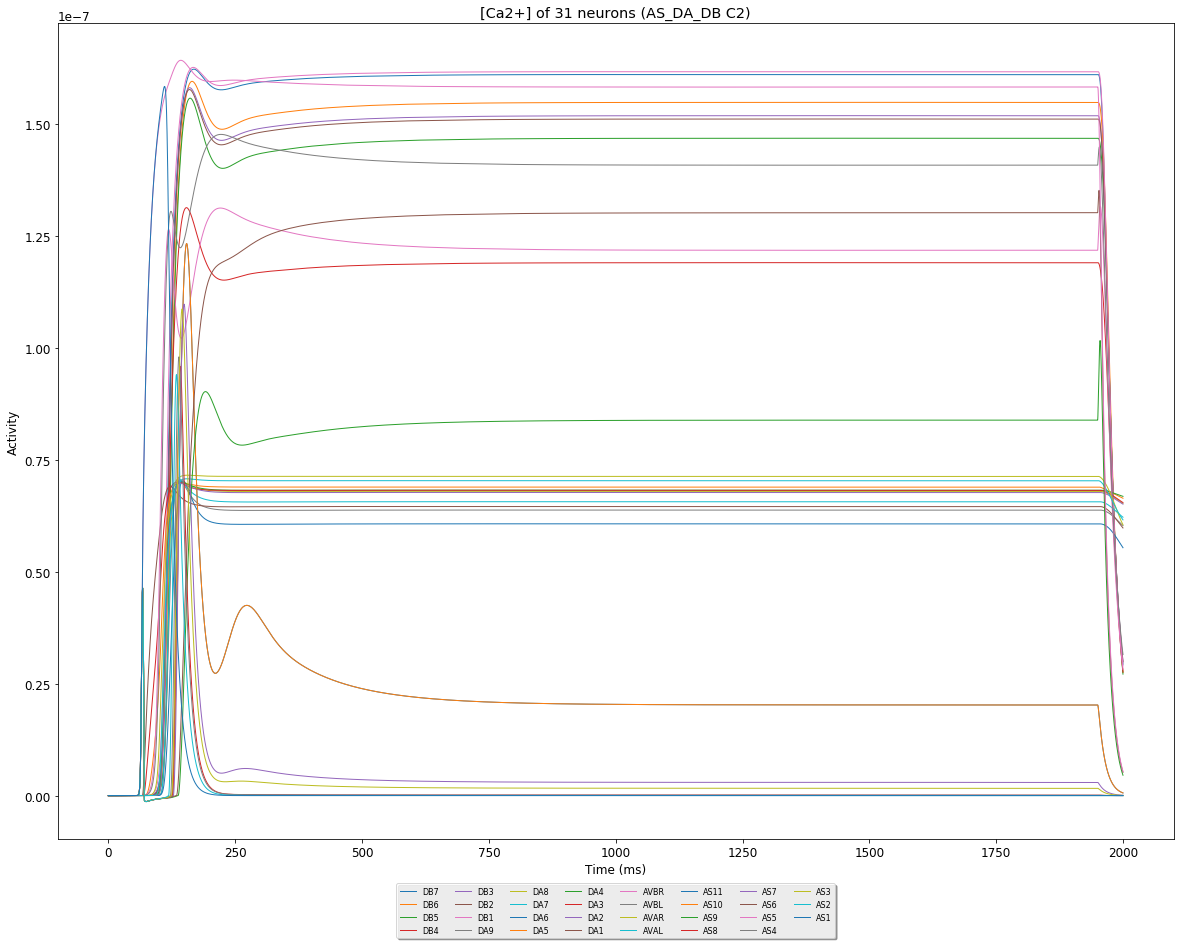 [Ca2+] of 31 neurons (AS_DA_DB C2)
1e−7
1.50
1.25
1.00
0.75
0.50
0.25
0.00
Activity
0 250 500 750 1000 1250 1500 1750 2000
Time (ms)
DB7 DB3 DA8 DA4 AVBR AS11 AS7 AS3
DB6 DB2 DA7 DA3 AVBL AS10 AS6 AS2
DB5 DB1 DA6 DA2 AVAR AS9 AS5 AS1
DB4 DA9 DA5 DA1 AVAL AS8 AS4